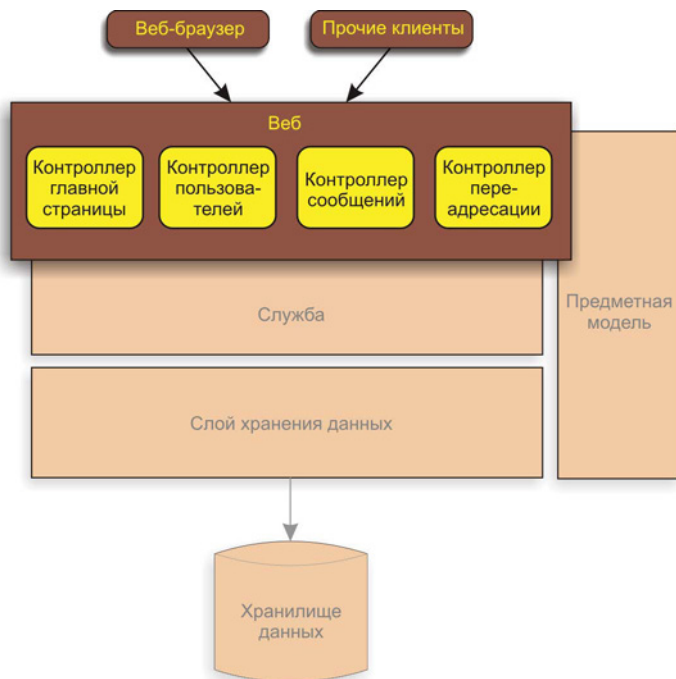 Веб-браузер
Прочие клиенты
Веб
Контроллер
главной
страницы
Контроллер
пользова-
телей
Контроллер
сообщений
Контроллер
пере-
адресации
Служба
Предметная
модель
Слой хранения данных
Хранилище
данных